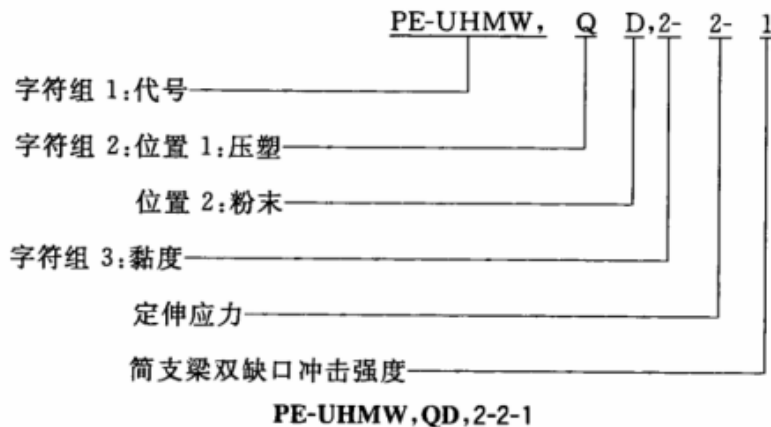 PE-UHMW, Q D,2- 2- 1
字符组 1:代号
字符组 2:位置 1:压塑
位置 2:粉末
字符组 3:黏度
定伸应力
简支梁双缺口冲击强度
PE-UHMW,QD,2-2-1